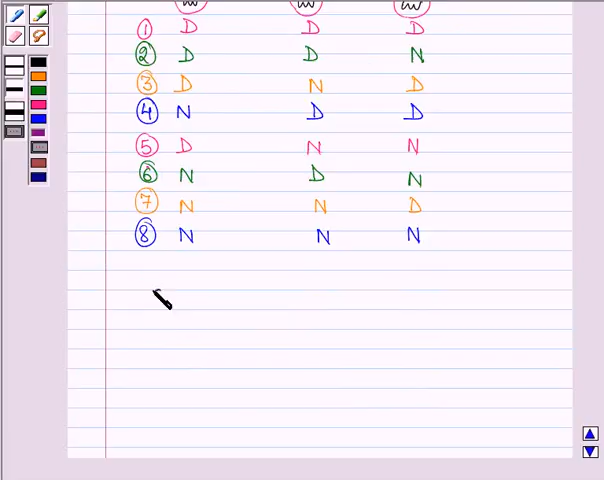 ① D D D
② D D N
③ D N D
④ N D D
⑤ D N N
⑥ N D N
⑦ N N D
⑧ N N N